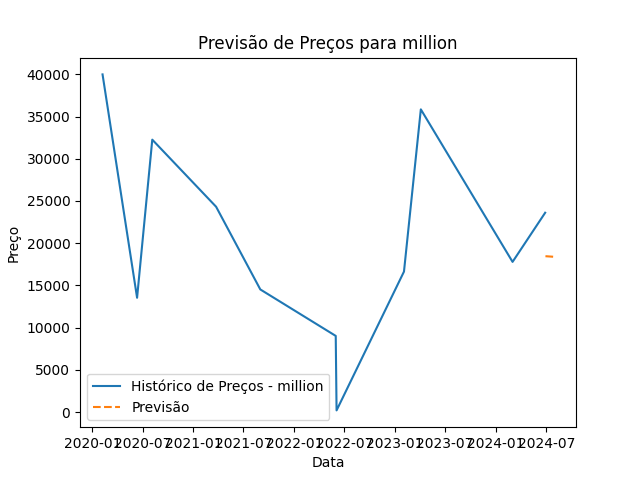 Previsão de Preços para million
Preço
40000
35000
30000
25000
20000
15000
10000
5000
0
Histórico de Preços - million
Previsão
2020-01 2020-07 2021-01 2021-07 2022-01 2022-07 2023-01 2023-07 2024-01 2024-07
Data